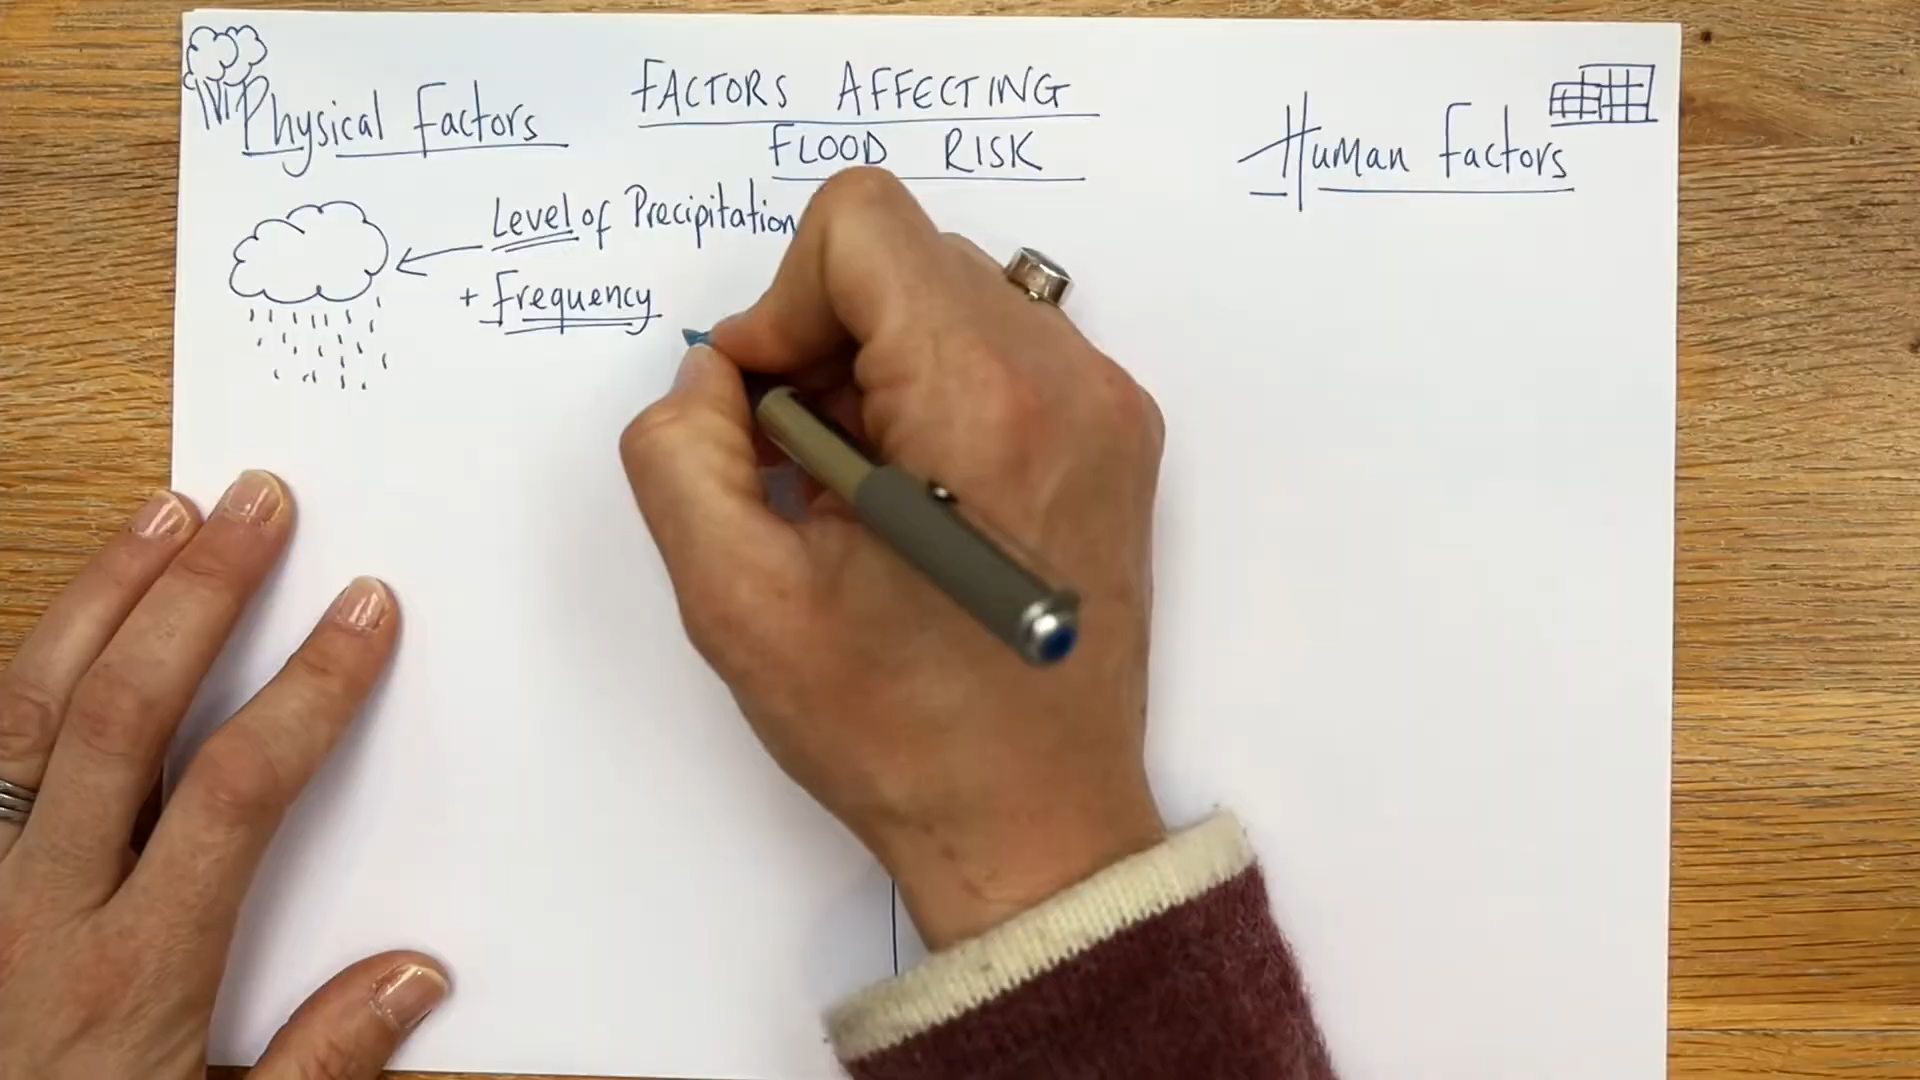 Physical Factors
FACTORS AFFECTING
FLOOD RISK
Human Factors
Level of Precipitation
+ Frequency